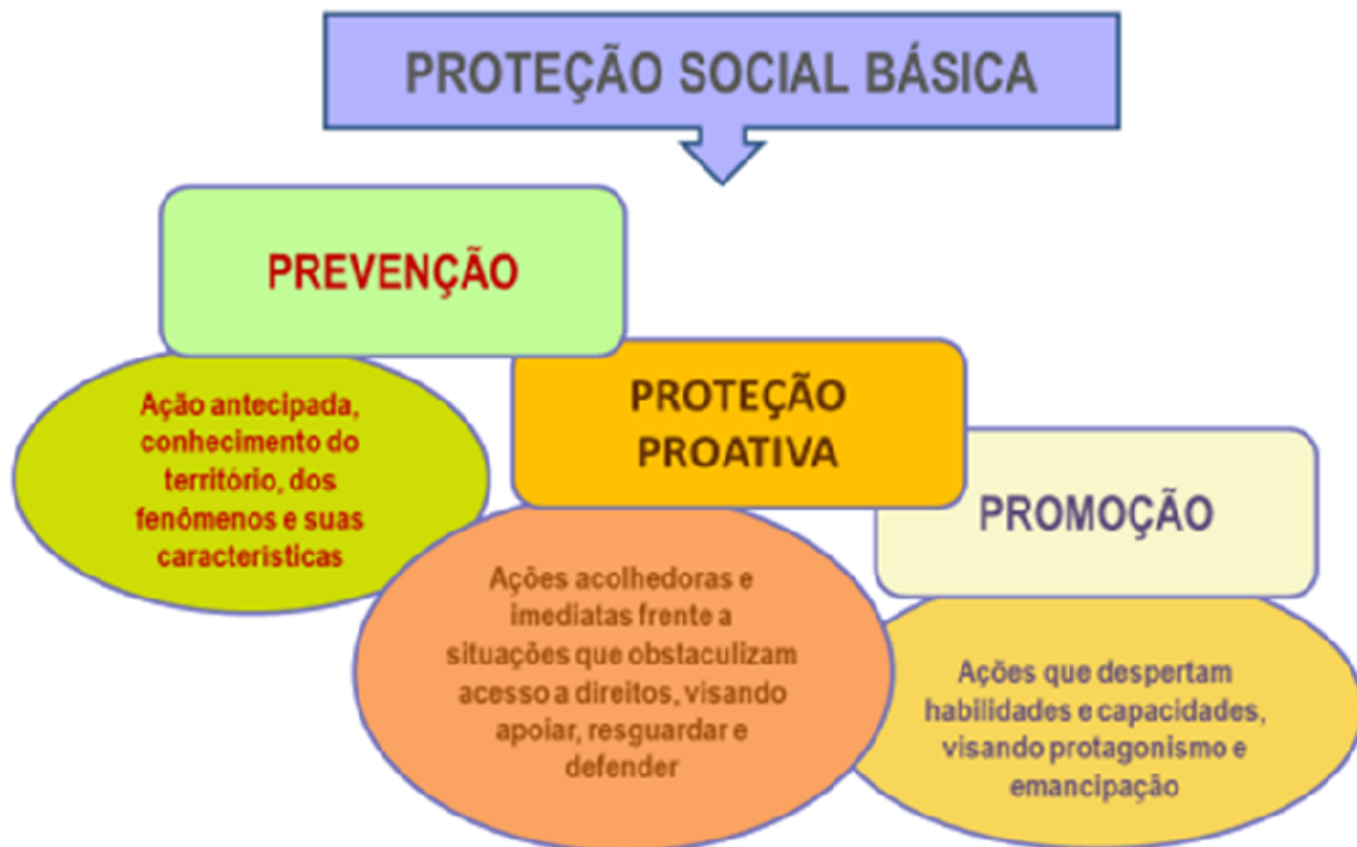 PROTEÇÃO SOCIAL BÁSICA
PREVENÇÃO
Ação antecipada,
conhecimento do
território, dos
fenômenos e suas
características
PROTEÇÃO
PROATIVA
Ações acolhedoras e
imediatas frente a
situações que obstaculizam
acesso a direitos, visando
apoiar, resguardar e
defender
PROMOÇÃO
Ações que despertam
habilidades e capacidades,
visando protagonismo e
emancipação